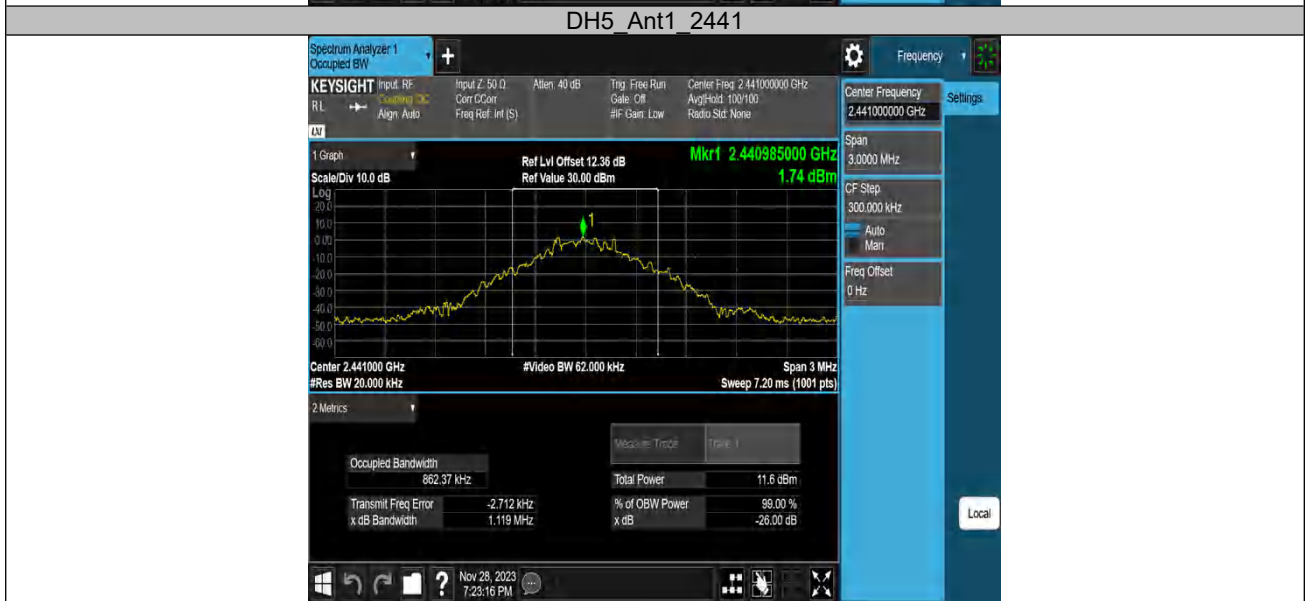 DH5_Ant1_2441
Spectrum Analyzer 1
Occupied BW
+
Frequency
KEYSIGHT
Input: RF
Coupling: DC
Align: Auto
RL
LXI
Input Z: 50 Ω
Corr CCorr
Freq Ref: Int (S)
Atten: 40 dB
Trig: Free Run
Gate: Off
#IF Gain: Low
Center Freq: 2.441000000 GHz
Avg|Hold: 100/100
Radio Std: None
Center Frequency
2.441000000 GHz
Settings
Span
3.0000 MHz
CF Step
300.000 kHz
Auto
Man
Freq Offset
0 Hz
1 Graph
Scale/Div 10.0 dB
Ref Lvl Offset 12.36 dB
Ref Value 30.00 dBm
Mkr1 2.440985000 GHz
1.74 dBm
Log
20.0
10.0
0.00
-10.0
-20.0
-30.0
-40.0
-50.0
-60.0
1
Center 2.441000 GHz
#Res BW 20.000 kHz
#Video BW 62.000 kHz
Span 3 MHz
Sweep 7.20 ms (1001 pts)
2 Metrics
Measure Trace
Trace 1
Occupied Bandwidth
862.37 kHz
Total Power
11.6 dBm
Transmit Freq Error
-2.712 kHz
% of OBW Power
99.00 %
x dB Bandwidth
1.119 MHz
x dB
-26.00 dB
Local
?
Nov 28, 2023
7:23:16 PM